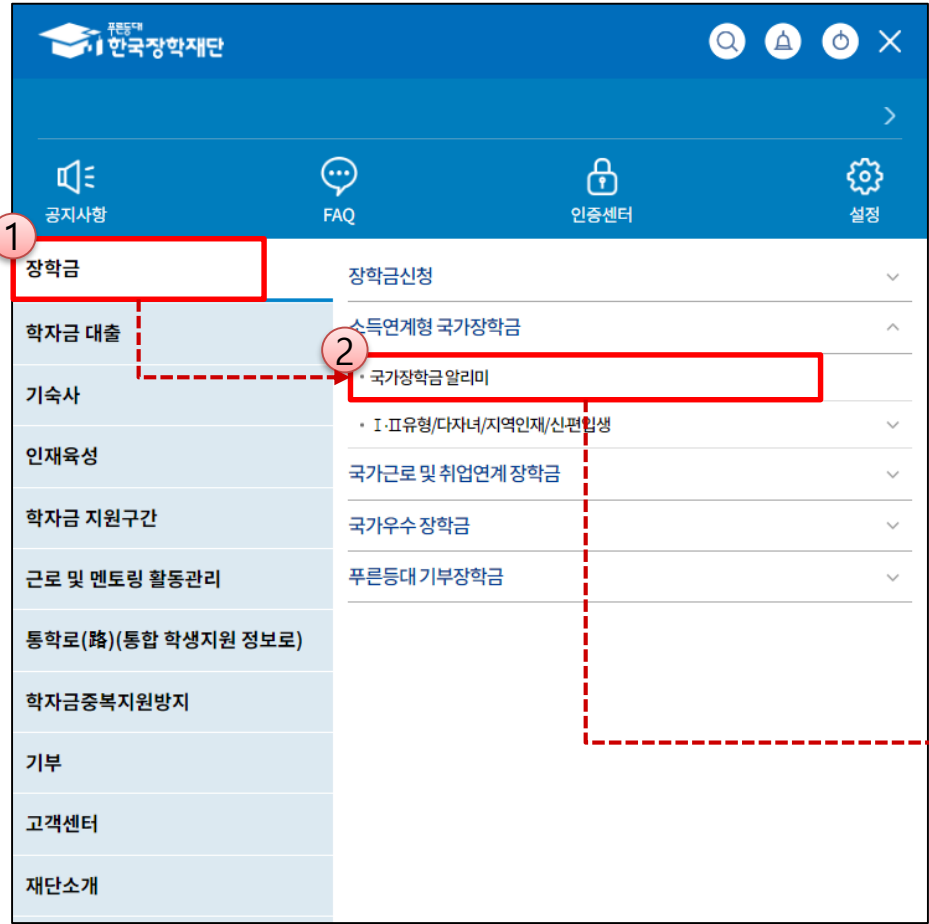 푸른등대
한국장학재단
공지사항
FAQ
인증센터
설정
1
장학금
학자금 대출
기숙사
인재육성
학자금 지원구간
근로 및 멘토링 활동관리
통학로(路)(통합 학생지원 정보로)
학자금중복지원방지
기부
고객센터
재단소개
장학금신청
소득연계형 국가장학금
2
• 국가장학금알리미
• Ⅰ·Ⅱ유형/다자녀/지역인재/신·편입생
국가근로 및 취업연계 장학금
국가우수 장학금
푸른등대 기부장학금